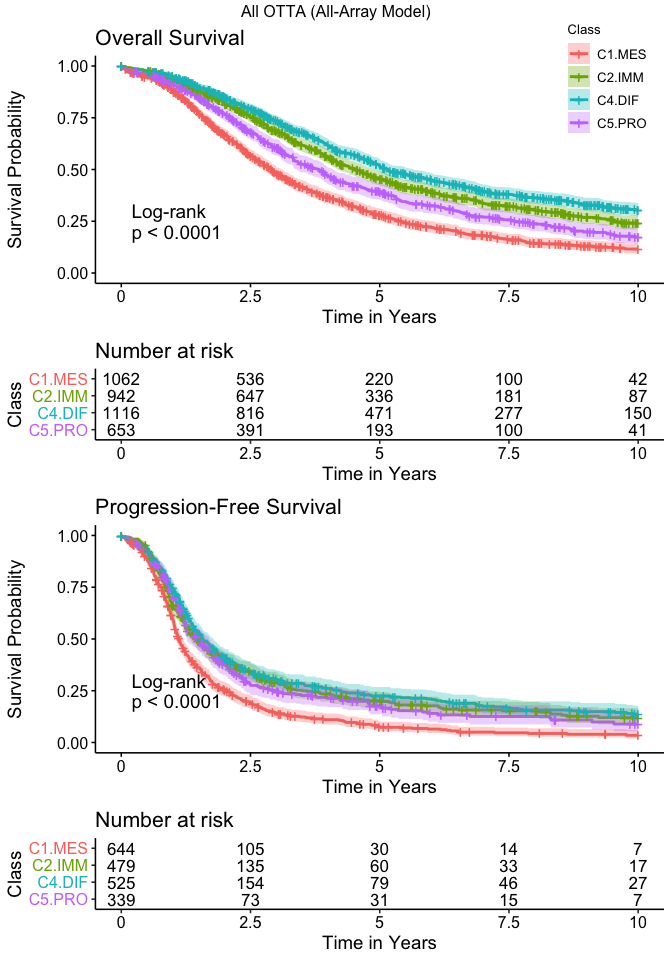 All OTTA (All-Array Model)
Overall Survival
Class
C1.MES
C2.IMM
C4.DIF
C5.PRO
Survival Probability
1.00
0.75
0.50
0.25
0.00
Log-rank
p < 0.0001
0 2.5 5 7.5 10
Time in Years
Number at risk
Class
C1.MES 1062 536 220 100 42
C2.IMM 942 647 336 181 87
C4.DIF 1116 816 471 277 150
C5.PRO 653 391 193 100 41
0 2.5 5 7.5 10
Time in Years
Progression-Free Survival
Survival Probability
1.00
0.75
0.50
0.25
0.00
Log-rank
p < 0.0001
0 2.5 5 7.5 10
Time in Years
Number at risk
Class
C1.MES 644 105 30 14 7
C2.IMM 479 135 60 33 17
C4.DIF 525 154 79 46 27
C5.PRO 339 73 31 15 7
0 2.5 5 7.5 10
Time in Years